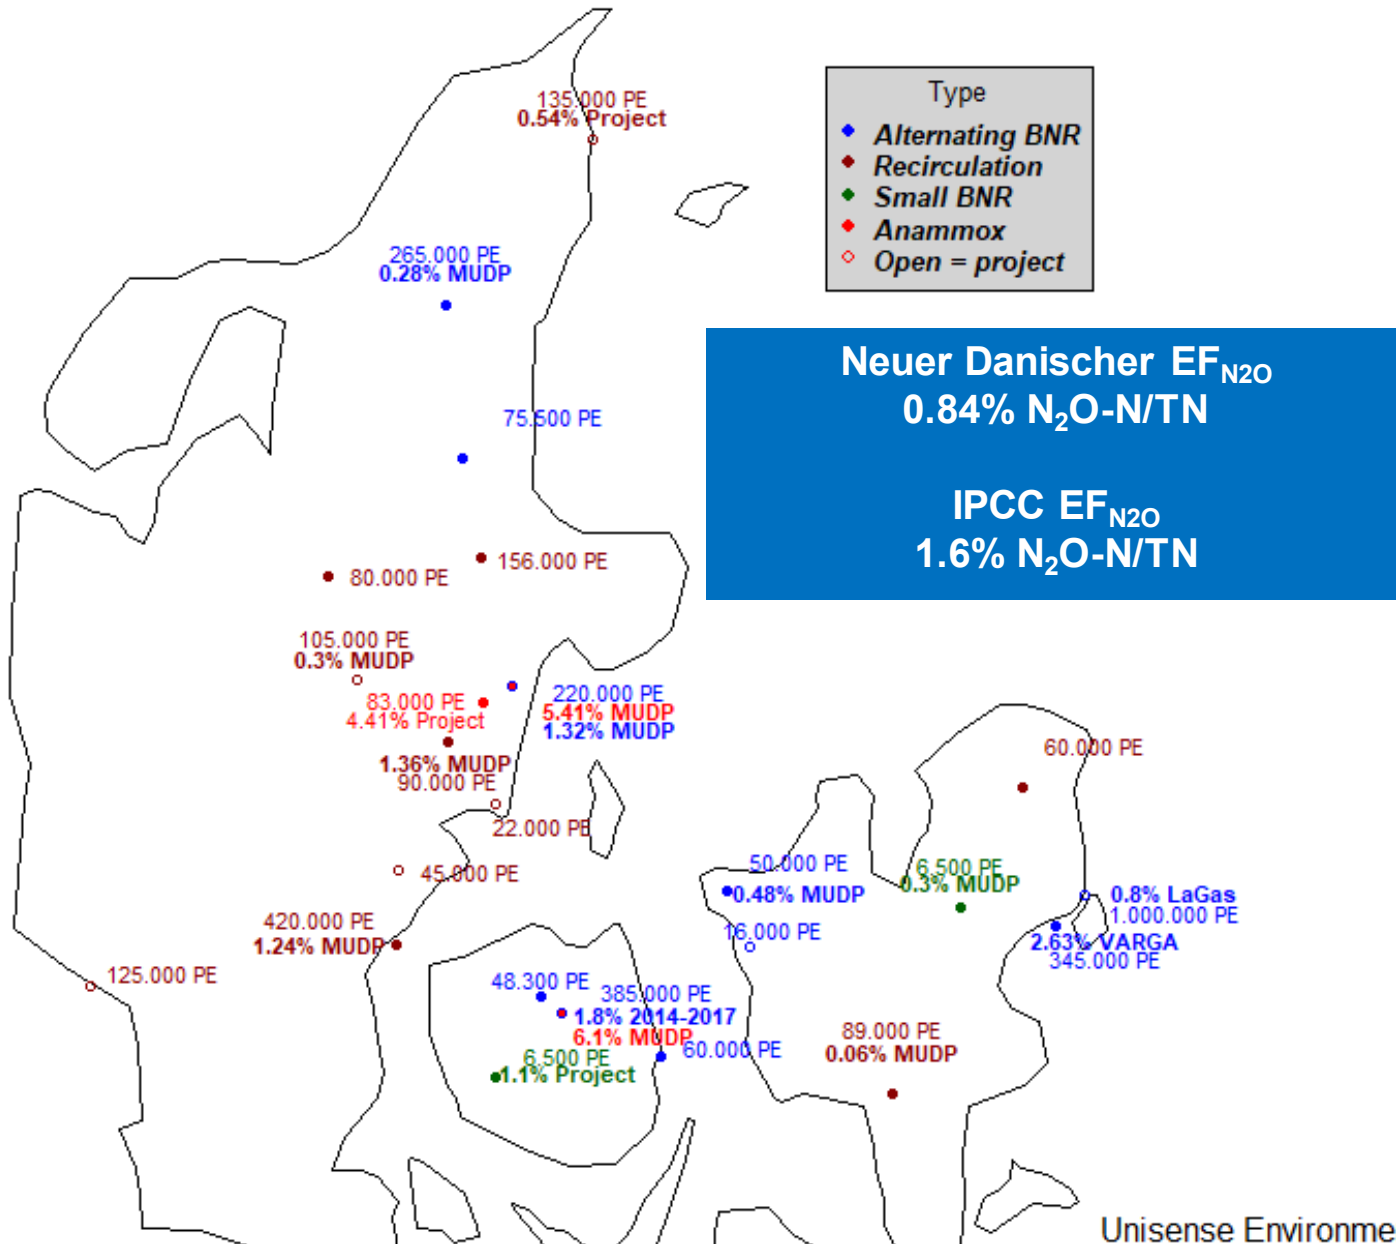 135.000 PE
0.54% Project
Type
Alternating BNR
Recirculation
Small BNR
Anammox
Open = project
265.000 PE
0.28% MUDP
Neuer Danischer EF_N2O
0.84% N₂O-N/TN
IPCC EF_N2O
1.6% N₂O-N/TN
75.500 PE
156.000 PE
80.000 PE
105.000 PE
0.3% MUDP
83.000 PE
4.41% Project
220.000 PE
5.41% MUDP
1.32% MUDP
1.36% MUDP
90.000 PE
22.000 PE
45.000 PE
420.000 PE
1.24% MUDP
125.000 PE
48.300 PE
385.000 PE
1.8% 2014-2017
6.1% MUDP
60.000 PE
6.500 PE
1.1% Project
60.000 PE
50.000 PE
0.48% MUDP
6.500 PE
0.3% MUDP
16.000 PE
0.8% LaGas
1.000.000 PE
2.63% VARGA
345.000 PE
89.000 PE
0.06% MUDP
Unisense Environme